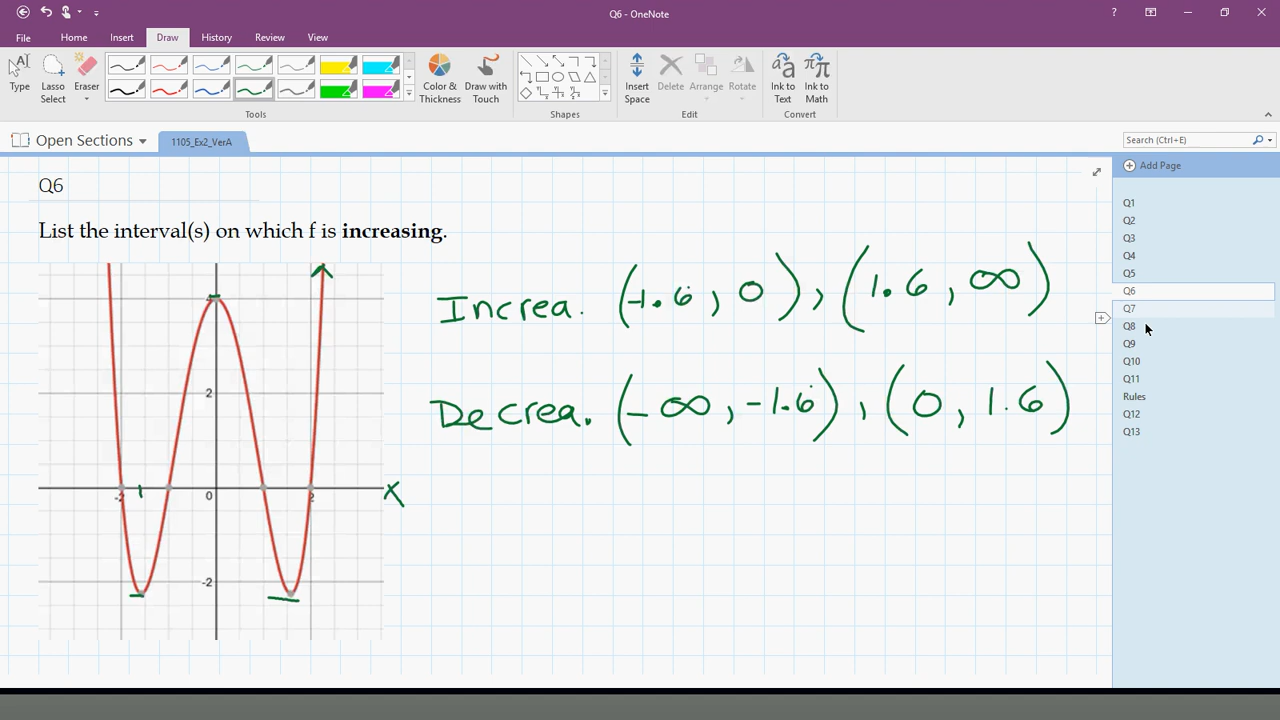 Q6 - OneNote
?
File Home Insert Draw History Review View
Type Lasso Select Eraser Color & Thickness Draw with Touch Insert Space Delete Arrange Rotate Ink to Text Ink to Math
Tools Shapes Edit Convert
Open Sections 1105_Ex2_VerA Search (Ctrl+E)
Add Page
Q6
List the interval(s) on which f is increasing.
Increa. (-1.6, 0), (1.6, ∞)
Decrea. (-∞, -1.6), (0, 1.6)
4
2
-2 0 2 X
-2
Q1
Q2
Q3
Q4
Q5
Q6
Q7
Q8
Q9
Q10
Q11
Rules
Q12
Q13